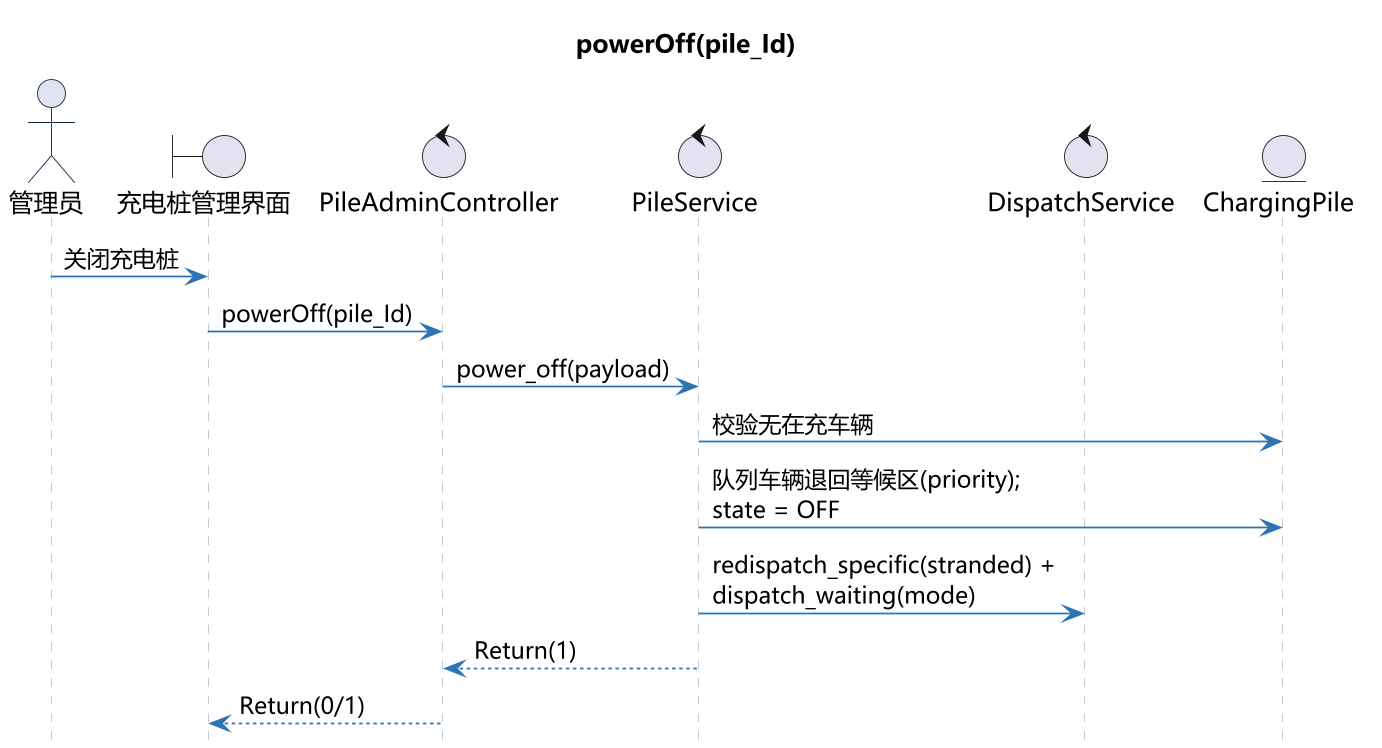 powerOff(pile_Id)
管理员
充电桩管理界面
PileAdminController
PileService
DispatchService
ChargingPile
关闭充电桩
powerOff(pile_Id)
power_off(payload)
校验无在充车辆
队列车辆退回等候区(priority);
state = OFF
redispatch_specific(stranded) +
dispatch_waiting(mode)
Return(1)
Return(0/1)